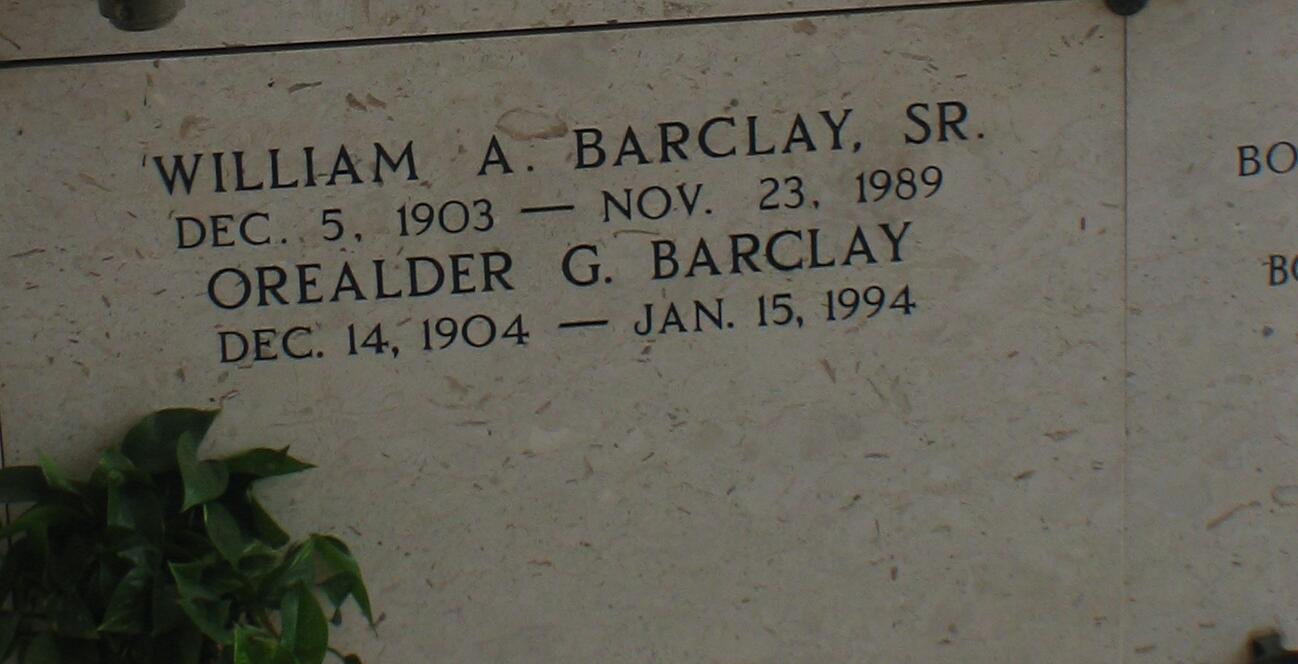 WILLIAM A. BARCLAY, SR.
DEC. 5, 1903 — NOV. 23, 1989
OREALDER G. BARCLAY
DEC. 14, 1904 — JAN. 15, 1994